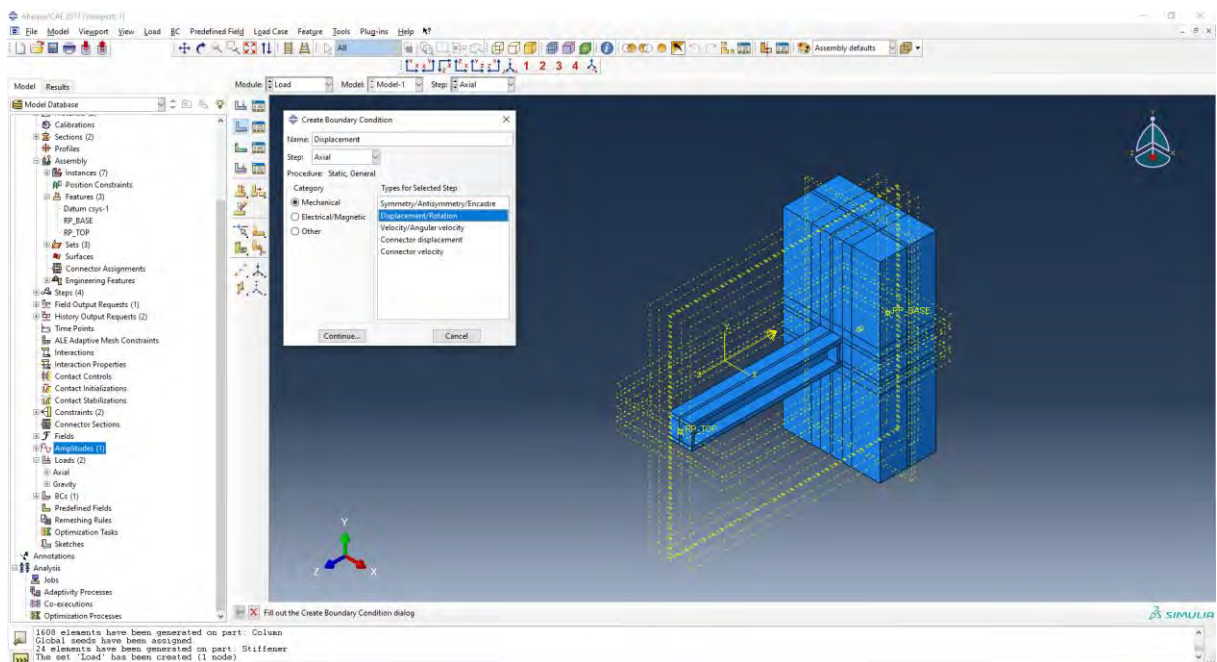 Abaqus/CAE 2017 [Viewport: 1]
File Model Viewport View Load BC Predefined Field Load Case Feature Tools Plug-ins Help
All
Assembly defaults
1 2 3 4
Model Results
Module: Load Model: Model-1 Step: Axial
Model Database
Calibrations
Sections (2)
Profiles
Assembly
Instances (7)
Position Constraints
Features (3)
Datum csys-1
RP_BASE
RP_TOP
Sets (3)
Surfaces
Connector Assignments
Engineering Features
Steps (4)
Field Output Requests (1)
History Output Requests (2)
Time Points
ALE Adaptive Mesh Constraints
Interactions
Interaction Properties
Contact Controls
Contact Initializations
Contact Stabilizations
Constraints (2)
Connector Sections
Fields
Amplitudes (1)
Loads (2)
Axial
Gravity
BCs (1)
Predefined Fields
Remeshing Rules
Optimization Tasks
Sketches
Annotations
Analysis
Jobs
Adaptivity Processes
Co-executions
Optimization Processes
Create Boundary Condition
Name: Displacement
Step: Axial
Procedure: Static, General
Category
Mechanical
Electrical/Magnetic
Other
Types for Selected Step
Symmetry/Antisymmetry/Encastre
Displacement/Rotation
Velocity/Angular velocity
Connector displacement
Connector velocity
Continue... Cancel
RP_BASE
RP_TOP
Y
Z
X
Fill out the Create Boundary Condition dialog
SIMULIA
1608 elements have been generated on part: Column
Global seeds have been assigned.
24 elements have been generated on part: Stiffener
The set 'Load' has been created (1 node)